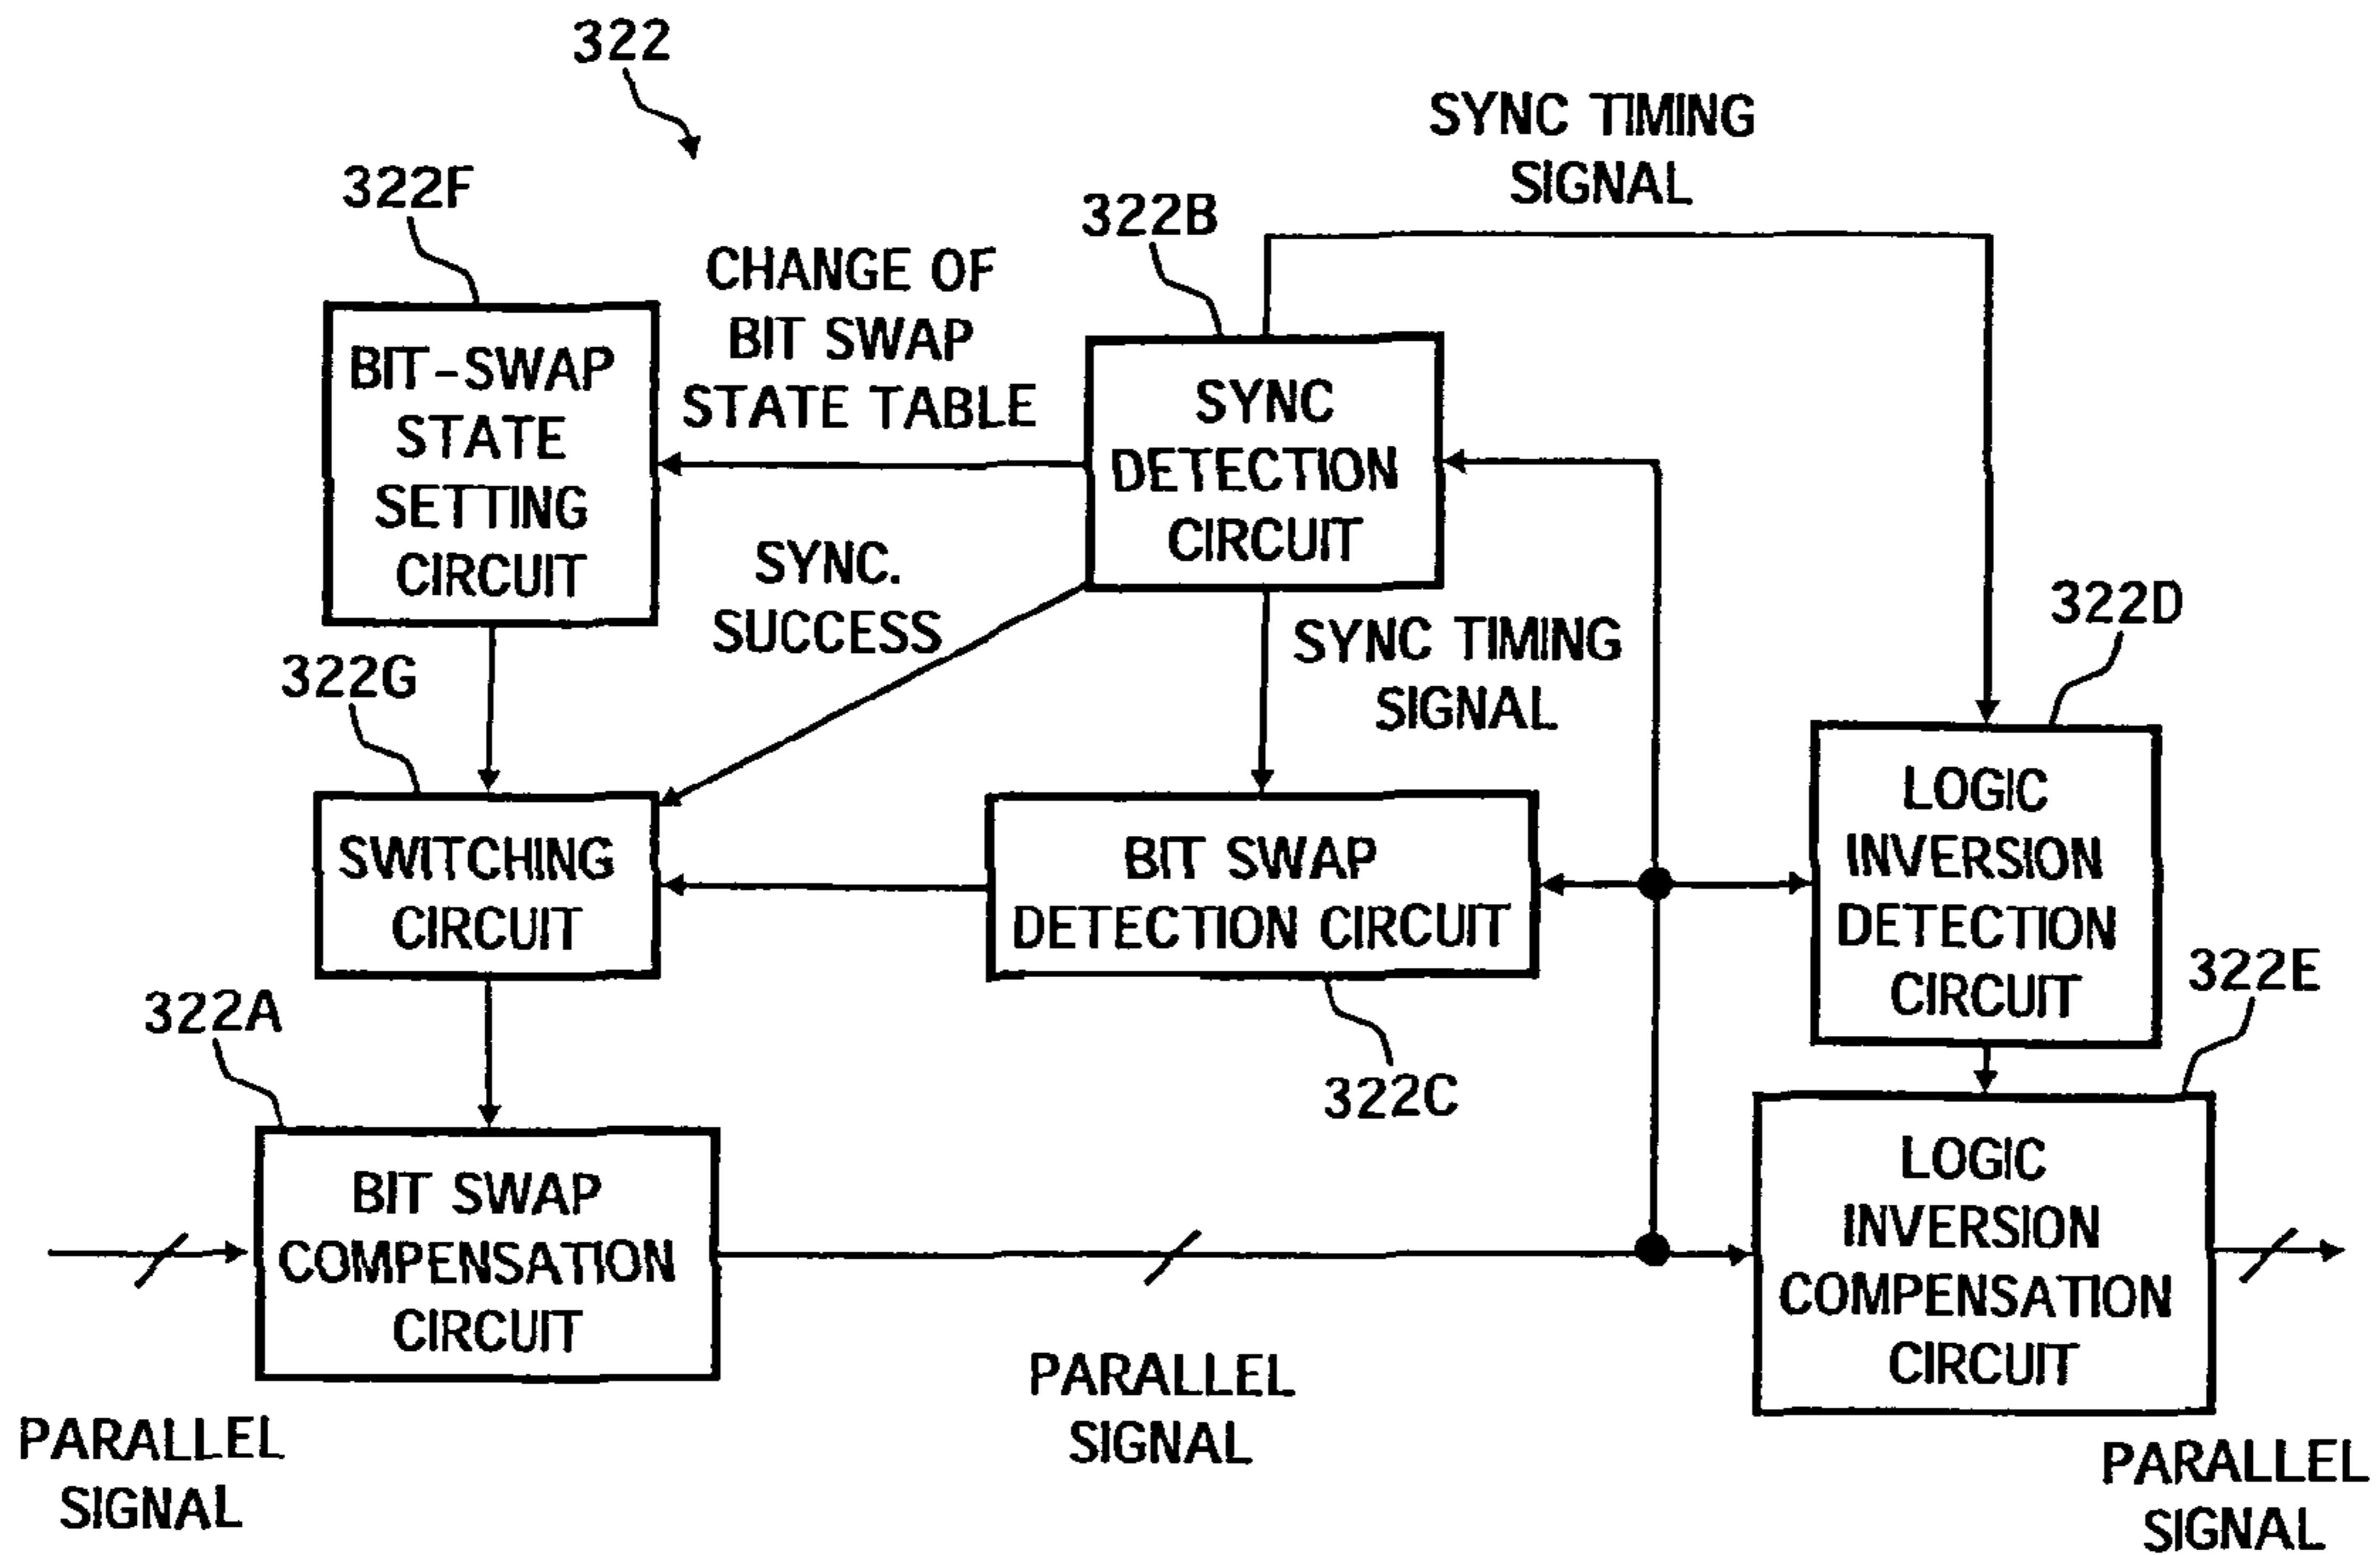 322
SYNC TIMING
SIGNAL
322F
322B
CHANGE OF
BIT SWAP
STATE TABLE
BIT-SWAP
STATE
SETTING
CIRCUIT
SYNC
DETECTION
CIRCUIT
SYNC.
SUCCESS
SYNC TIMING
SIGNAL
322D
322G
LOGIC
INVERSION
DETECTION
CIRCUIT
SWITCHING
CIRCUIT
BIT SWAP
DETECTION CIRCUIT
322E
322A
322C
BIT SWAP
COMPENSATION
CIRCUIT
LOGIC
INVERSION
COMPENSATION
CIRCUIT
PARALLEL
SIGNAL
PARALLEL
SIGNAL
PARALLEL
SIGNAL